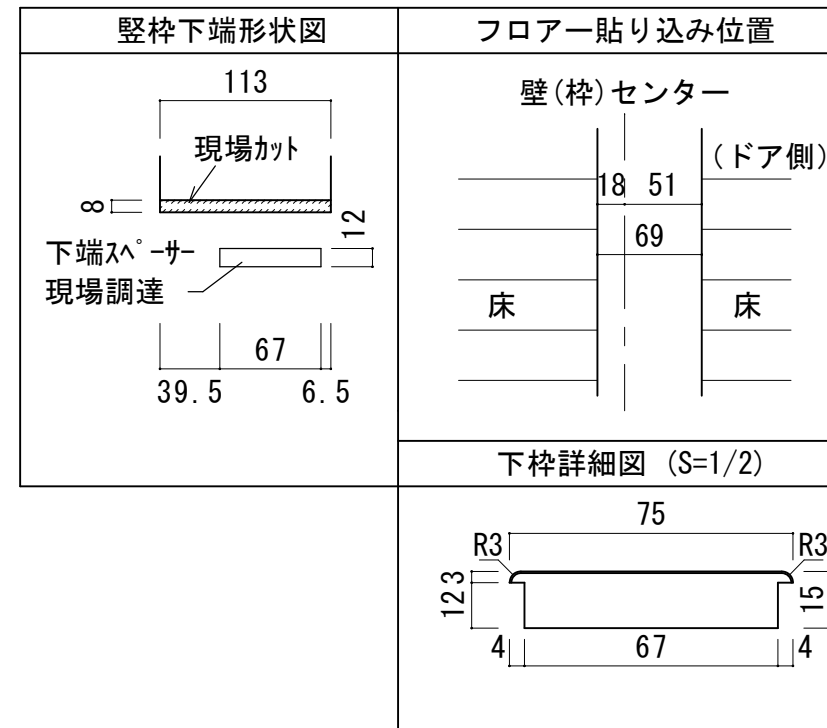 竪枠下端形状図
113
現場ｶｯﾄ
8
12
下端ｽﾍﾟｰｻｰ
現場調達
67
39.5 6.5
フロアー貼り込み位置
壁(枠)センター
(ドア側)
18 51
69
床 床
下枠詳細図 (S=1/2)
75
R3 R3
3
12
15
4 67 4